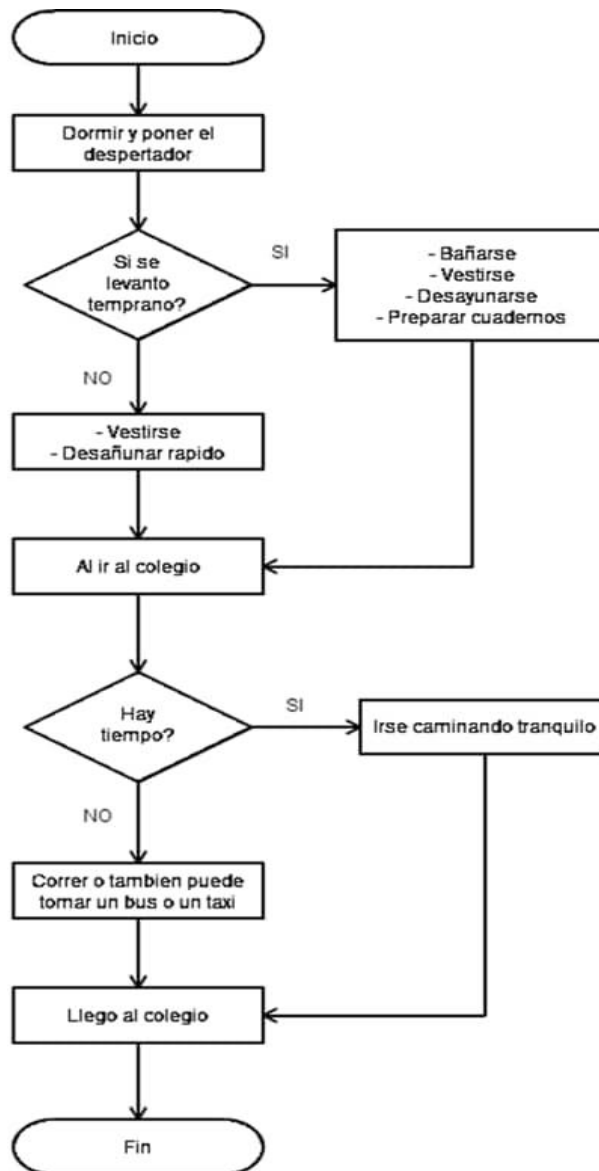 Inicio
Dormir y poner el
despertador
Si se
levanto
temprano?
SI
- Bañarse
- Vestirse
- Desayunarse
- Preparar cuadernos
NO
- Vestirse
- Desañunar rapido
Al ir al colegio
Hay
tiempo?
SI
Irse caminando tranquilo
NO
Correr o tambien puede
tomar un bus o un taxi
Llego al colegio
Fin